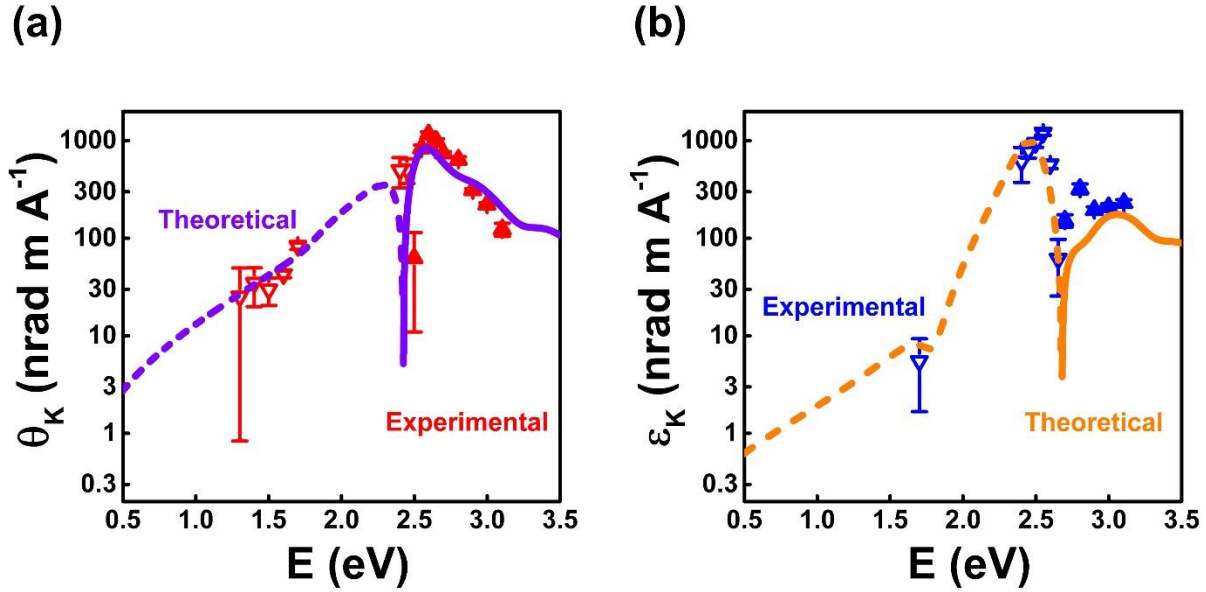 (a)
θK (nrad m A-1)
1000
300
100
30
10
3
1
0.3
Theoretical
Experimental
0.5 1.0 1.5 2.0 2.5 3.0 3.5
E (eV)
(b)
εK (nrad m A-1)
1000
300
100
30
10
3
1
0.3
Experimental
Theoretical
0.5 1.0 1.5 2.0 2.5 3.0 3.5
E (eV)